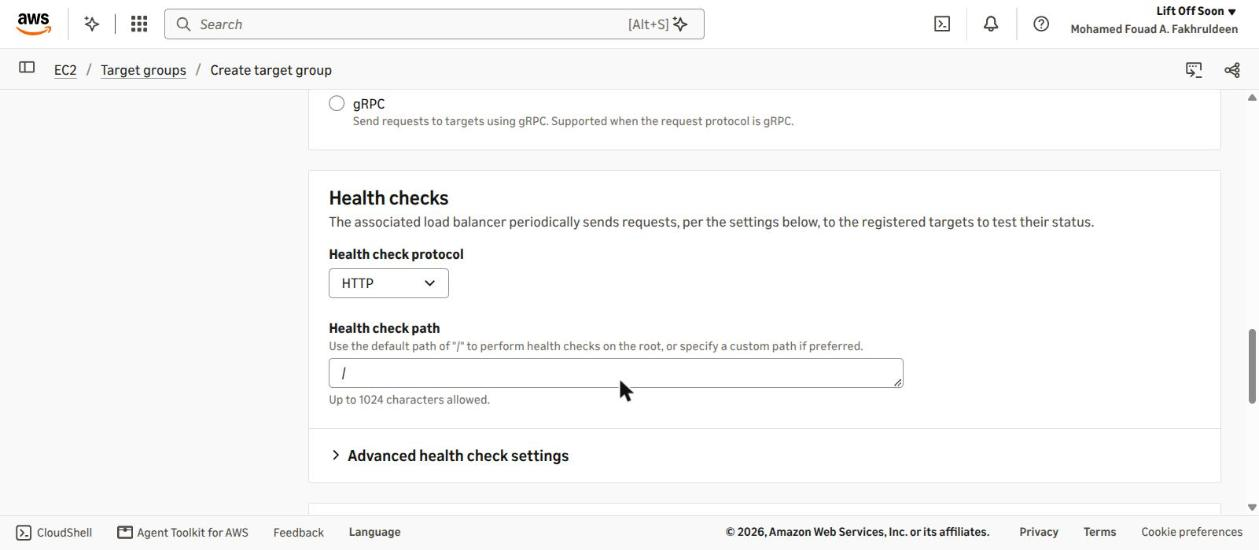 aws
Search
[Alt+S]
Lift Off Soon
Mohamed Fouad A. Fakhruldeen
EC2 / Target groups / Create target group
gRPC
Send requests to targets using gRPC. Supported when the request protocol is gRPC.
Health checks
The associated load balancer periodically sends requests, per the settings below, to the registered targets to test their status.
Health check protocol
HTTP
Health check path
Use the default path of "/" to perform health checks on the root, or specify a custom path if preferred.
/
Up to 1024 characters allowed.
Advanced health check settings
CloudShell
Agent Toolkit for AWS
Feedback
Language
© 2026, Amazon Web Services, Inc. or its affiliates.
Privacy
Terms
Cookie preferences